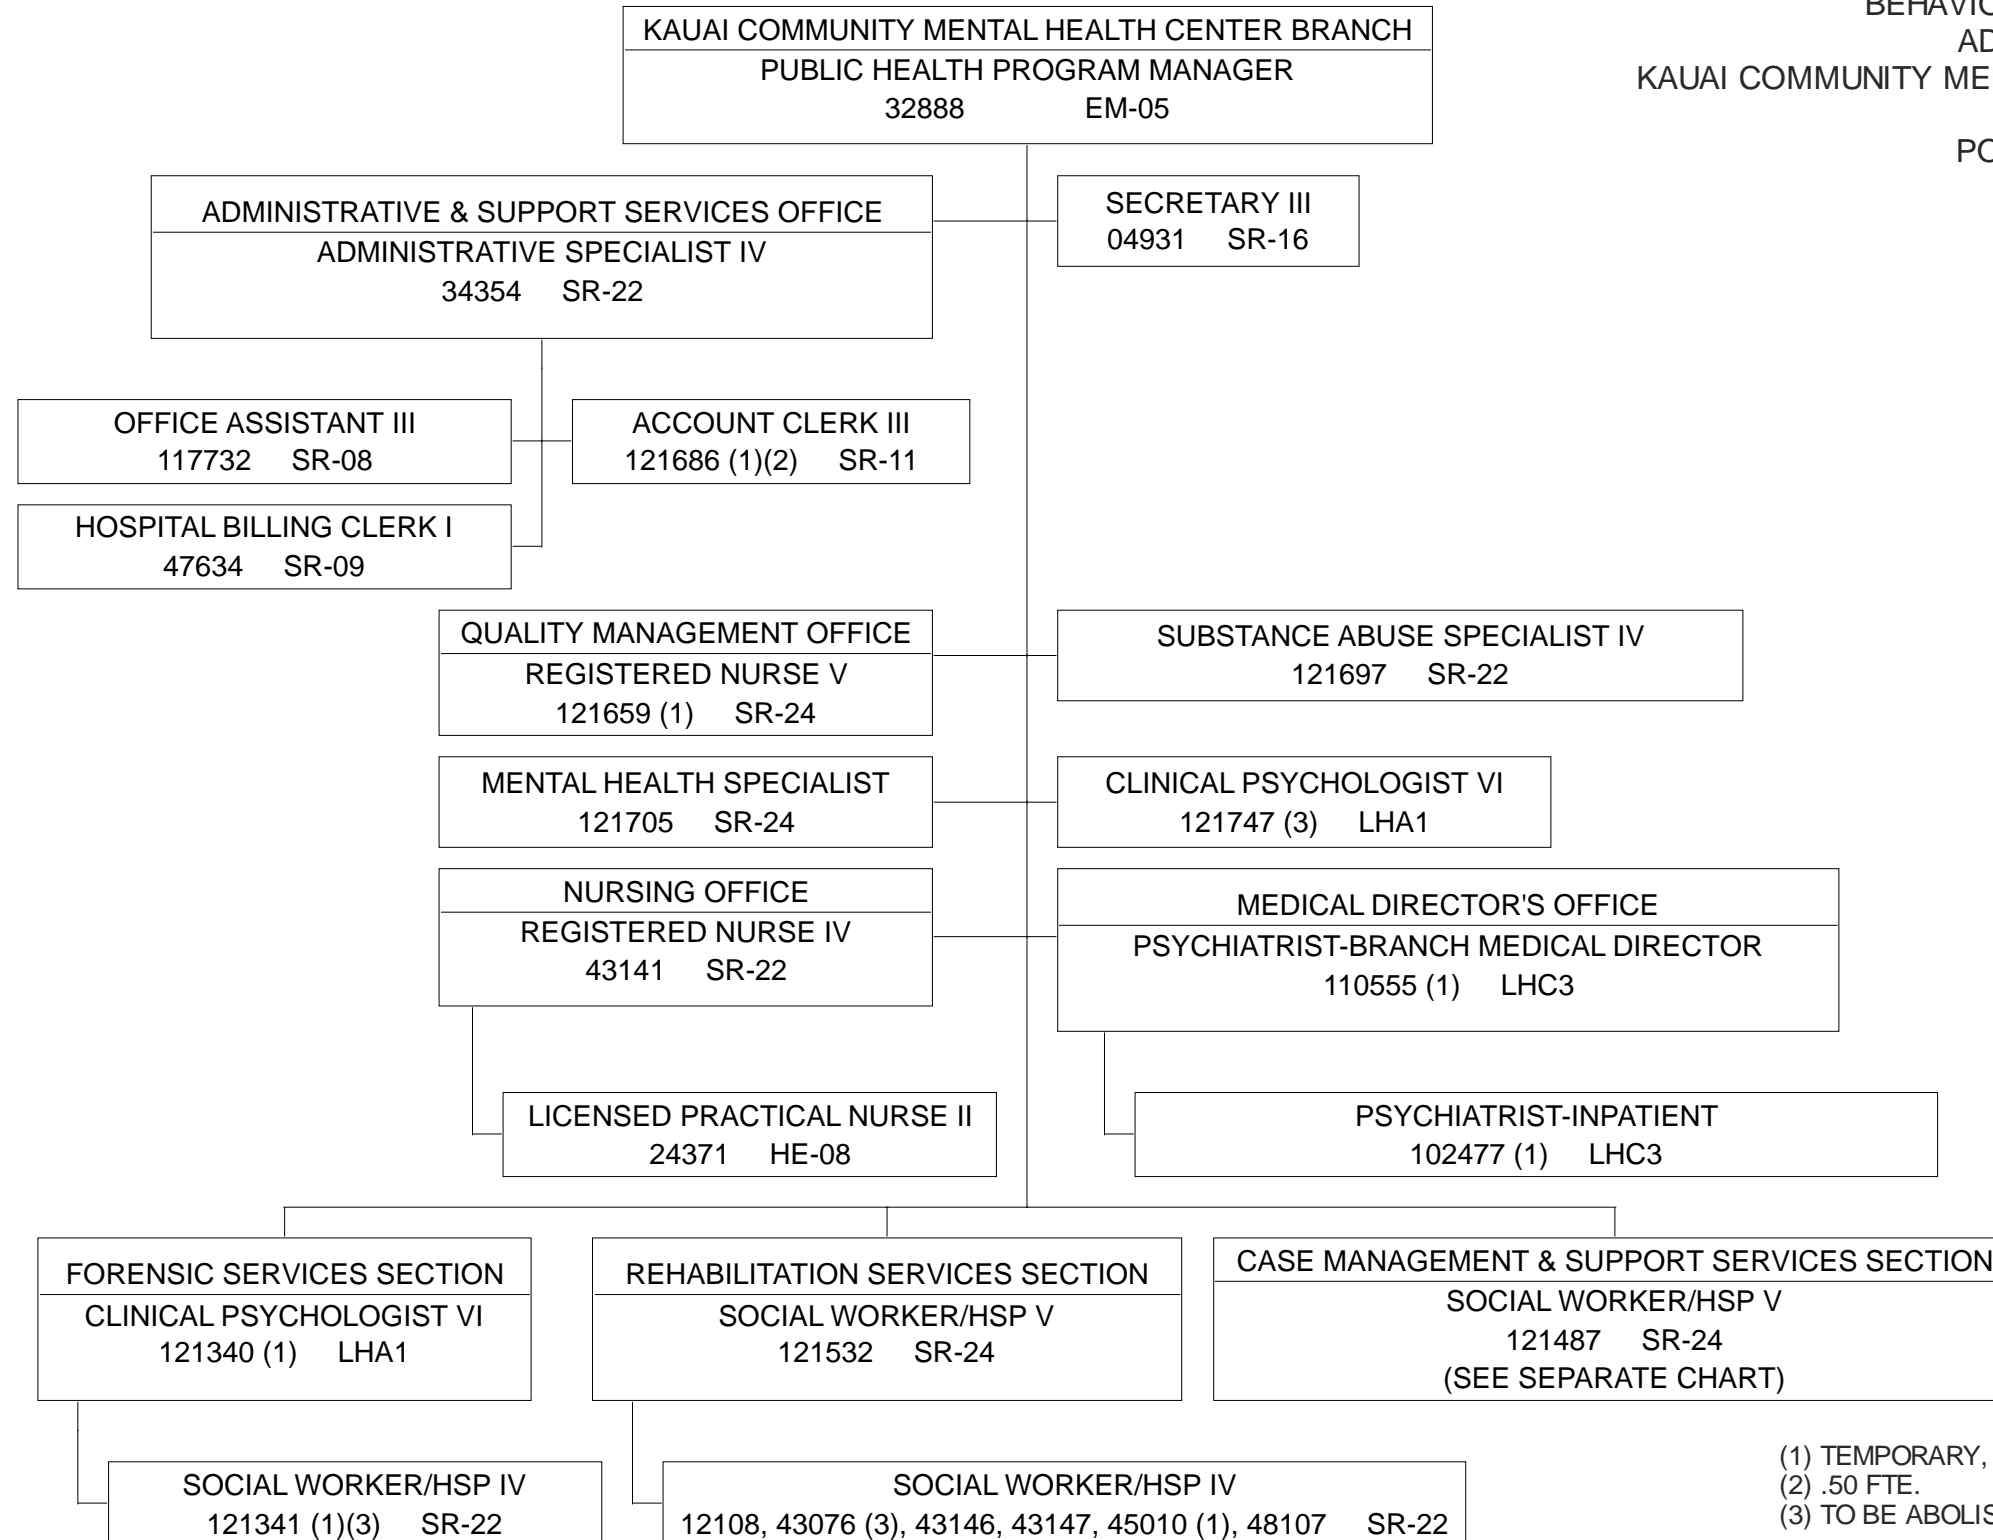 KAUAI COMMUNITY MENTAL HEALTH CENTER BRANCH
PUBLIC HEALTH PROGRAM MANAGER
32888 EM-05
AD
KAUAI COMMUNITY
ADMINISTRATIVE & SUPPORT SERVICES OFFICE
ADMINISTRATIVE SPECIALIST IV
34354 SR-22
SECRETARY III
04931 SR-16
OFFICE ASSISTANT III
117732 SR-08
ACCOUNT CLERK III
121686 (1)(2) SR-11
HOSPITAL BILLING CLERK I
47634 SR-09
QUALITY MANAGEMENT OFFICE
REGISTERED NURSE V
121659 (1) SR-24
SUBSTANCE ABUSE SPECIALIST IV
121697 SR-22
MENTAL HEALTH SPECIALIST
121705 SR-24
CLINICAL PSYCHOLOGIST VI
121747 (3) LHA1
NURSING OFFICE
REGISTERED NURSE IV
43141 SR-22
MEDICAL DIRECTOR'S OFFICE
PSYCHIATRIST-BRANCH MEDICAL DIRECTOR
110555 (1) LHC3
LICENSED PRACTICAL NURSE II
24371 HE-08
PSYCHIATRIST-INPATIENT
102477 (1) LHC3
FORENSIC SERVICES SECTION
CLINICAL PSYCHOLOGIST VI
121340 (1) LHA1
REHABILITATION SERVICES SECTION
SOCIAL WORKER/HSP V
121532 SR-24
CASE MANAGEMENT & SUPPORT SERVICES SECTION
SOCIAL WORKER/HSP V
121487 SR-24
(SEE SEPARATE CHART)
SOCIAL WORKER/HSP IV
121341 (1)(3) SR-22
SOCIAL WORKER/HSP IV
12108, 43076 (3), 43146, 43147, 45010 (1), 48107 SR-22
(1) TEMPORARY,
(2) .50 FTE.
(3) TO BE ABOLIS